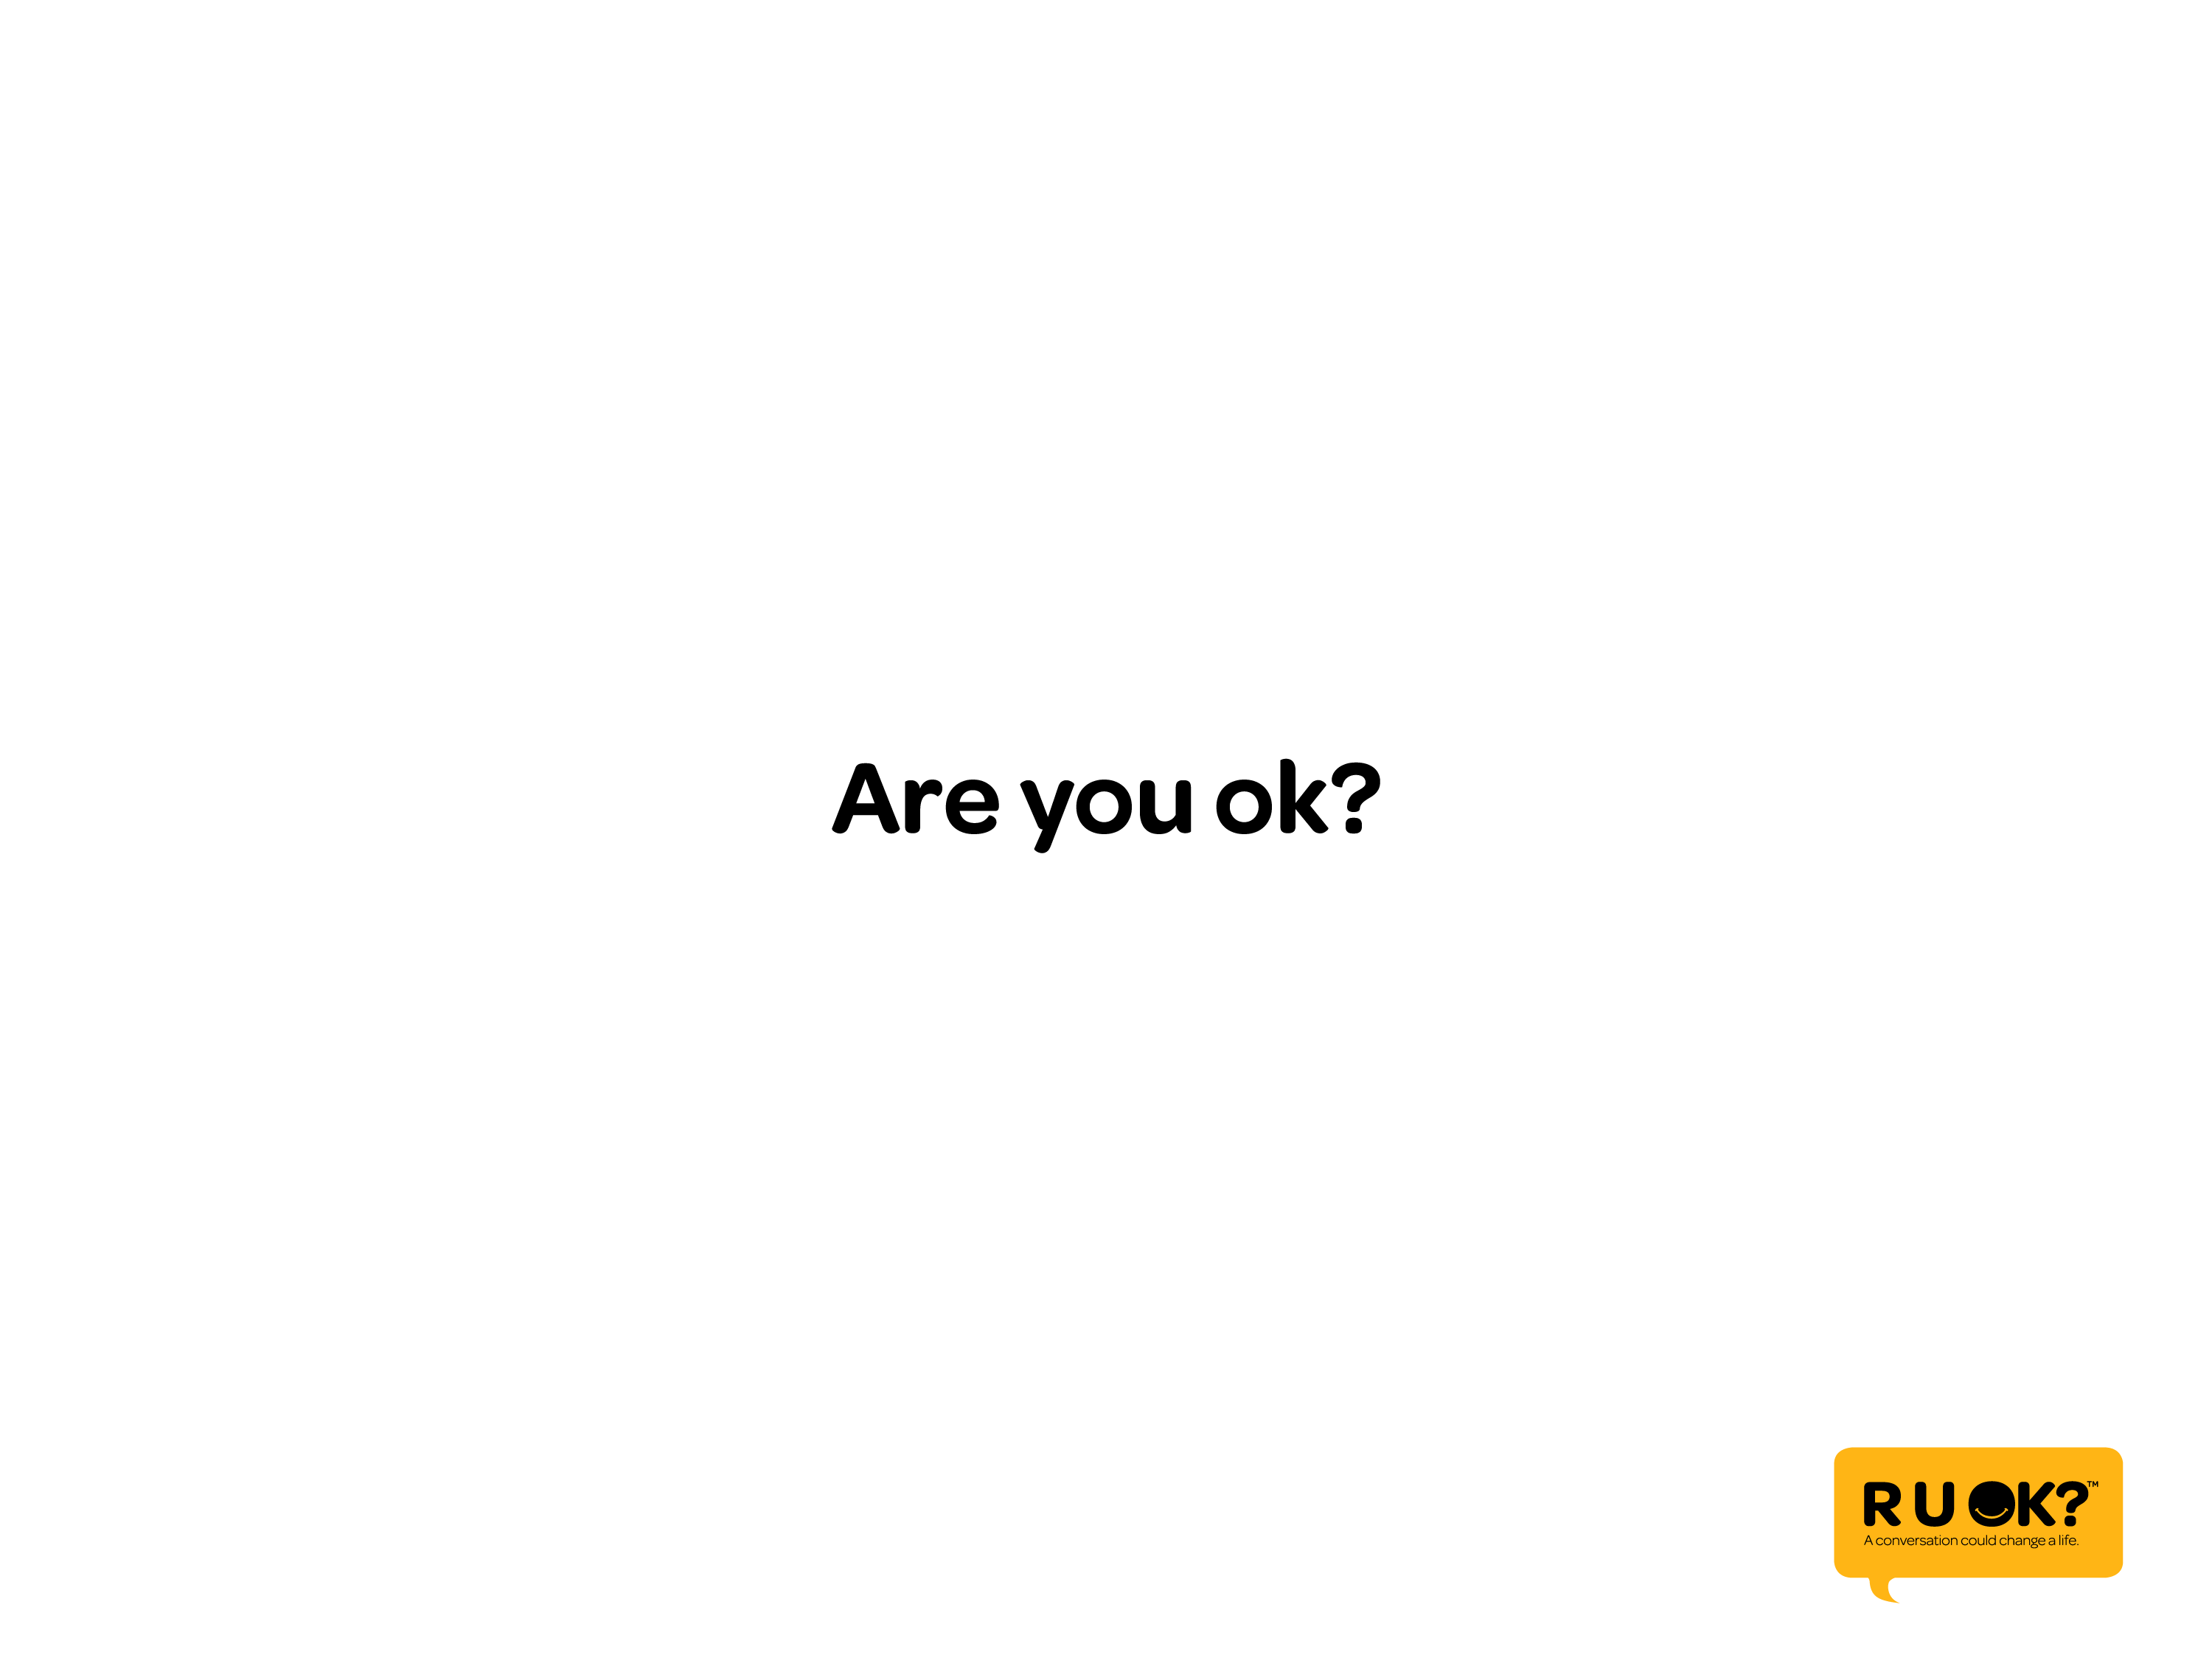 Are you ok?
R U OK?™
A conversation could change a life.